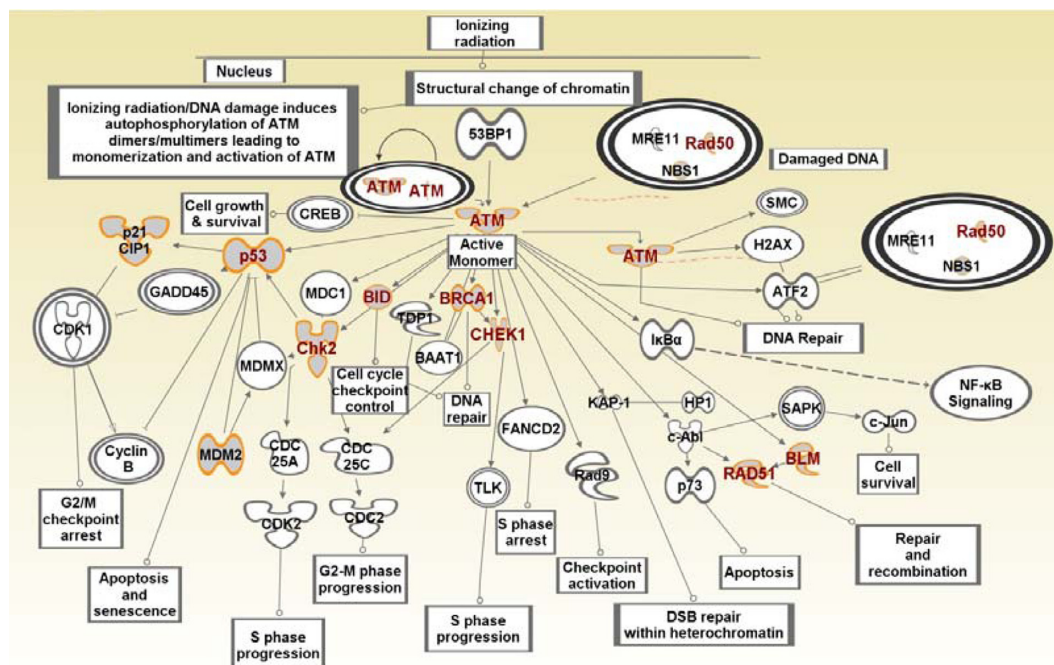 Ionizing
radiation
Nucleus
Structural change of chromatin
Ionizing radiation/DNA damage induces
autophosphorylation of ATM
dimers/multimers leading to
monomerization and activation of ATM
53BP1
MRE11
Rad50
NBS1
Damaged DNA
ATM
ATM
Cell growth
& survival
CREB
ATM
SMC
p21
CIP1
p53
Active
Monomer
ATM
H2AX
MRE11
Rad50
NBS1
GADD45
MDC1
BID
BRCA1
ATF2
CDK1
TDP1
CHEK1
Chk2
IκBα
DNA Repair
MDMX
BAAT1
Cell cycle
checkpoint
control
DNA
repair
NF-κB
Signaling
KAP-1
HP1
SAPK
c-Jun
Cyclin
B
MDM2
CDC
25A
CDC
25C
FANCD2
c-Abl
RAD51
BLM
Cell
survival
Rad9
p73
TLK
G2/M
checkpoint
arrest
CDK2
CDC2
S phase
arrest
Repair
and
recombination
Apoptosis
and
senescence
G2-M phase
progression
Checkpoint
activation
Apoptosis
S phase
progression
S phase
progression
DSB repair
within heterochromatin